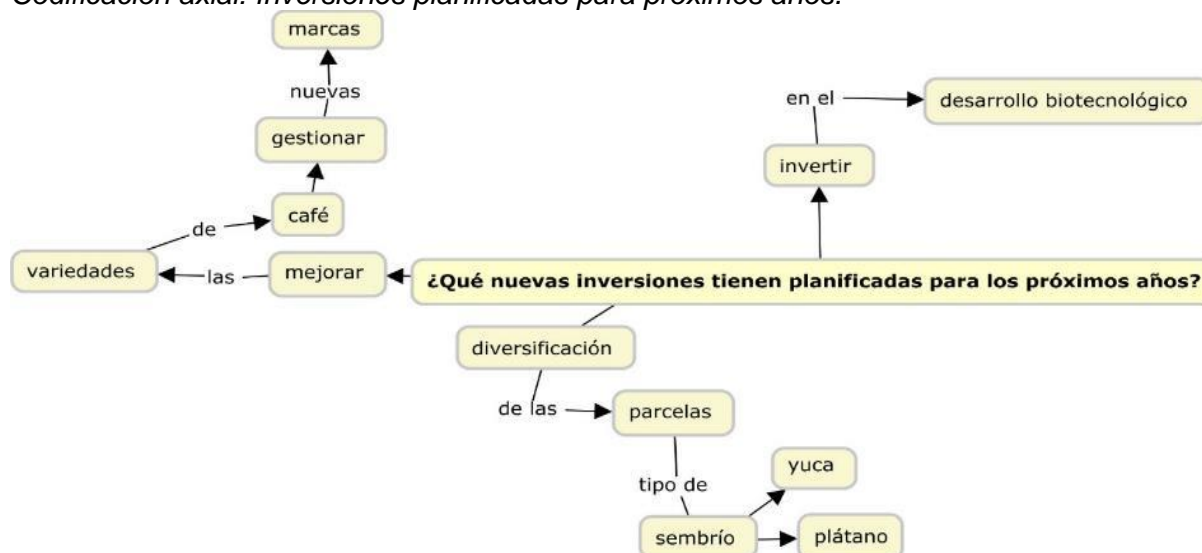 Codificación axial: Inversiones planificadas para próximos años.
marcas
nuevas
gestionar
café
de
variedades
las
mejorar
¿Qué nuevas inversiones tienen planificadas para los próximos años?
en el
desarrollo biotecnológico
invertir
diversificación
de las
parcelas
tipo de
yuca
sembrío
plátano